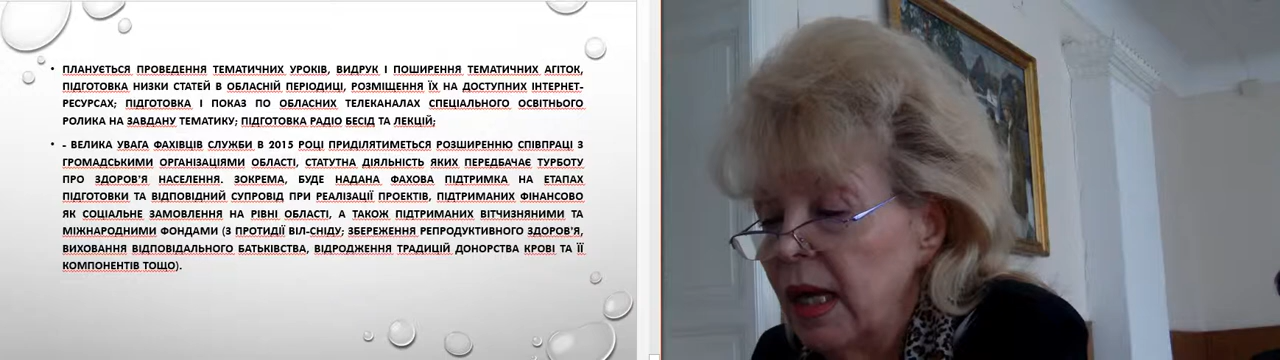 • ПЛАНУЄТЬСЯ ПРОВЕДЕННЯ ТЕМАТИЧНИХ УРОКІВ, ВИДРУК І ПОШИРЕННЯ ТЕМАТИЧНИХ АГІТОК,
ПІДГОТОВКА НИЗКИ СТАТЕЙ В ОБЛАСНІЙ ПЕРІОДИЦІ, РОЗМІЩЕННЯ ЇХ НА ДОСТУПНИХ ІНТЕРНЕТ-
РЕСУРСАХ; ПІДГОТОВКА І ПОКАЗ ПО ОБЛАСНИХ ТЕЛЕКАНАЛАХ СПЕЦІАЛЬНОГО ОСВІТНЬОГО
РОЛИКА НА ЗАВДАНУ ТЕМАТИКУ; ПІДГОТОВКА РАДІО БЕСІД ТА ЛЕКЦІЙ;
• - ВЕЛИКА УВАГА ФАХІВЦІВ СЛУЖБИ В 2015 РОЦІ ПРИДІЛЯТИМЕТЬСЯ РОЗШИРЕННЮ СПІВПРАЦІ З
ГРОМАДСЬКИМИ ОРГАНІЗАЦІЯМИ ОБЛАСТІ, СТАТУТНА ДІЯЛЬНІСТЬ ЯКИХ ПЕРЕДБАЧАЄ ТУРБОТУ
ПРО ЗДОРОВ'Я НАСЕЛЕННЯ. ЗОКРЕМА, БУДЕ НАДАНА ФАХОВА ПІДТРИМКА НА ЕТАПАХ
ПІДГОТОВКИ ТА ВІДПОВІДНИЙ СУПРОВІД ПРИ РЕАЛІЗАЦІЇ ПРОЕКТІВ, ПІДТРИМАНИХ ФІНАНСОВО
ЯК СОЦІАЛЬНЕ ЗАМОВЛЕННЯ НА РІВНІ ОБЛАСТІ, А ТАКОЖ ПІДТРИМАНИХ ВІТЧИЗНЯНИМИ ТА
МІЖНАРОДНИМИ ФОНДАМИ (З ПРОТИДІЇ ВІЛ-СНІДУ; ЗБЕРЕЖЕННЯ РЕПРОДУКТИВНОГО ЗДОРОВ'Я,
ВИХОВАННЯ ВІДПОВІДАЛЬНОГО БАТЬКІВСТВА, ВІДРОДЖЕННЯ ТРАДИЦІЙ ДОНОРСТВА КРОВІ ТА ЇЇ
КОМПОНЕНТІВ ТОЩО).